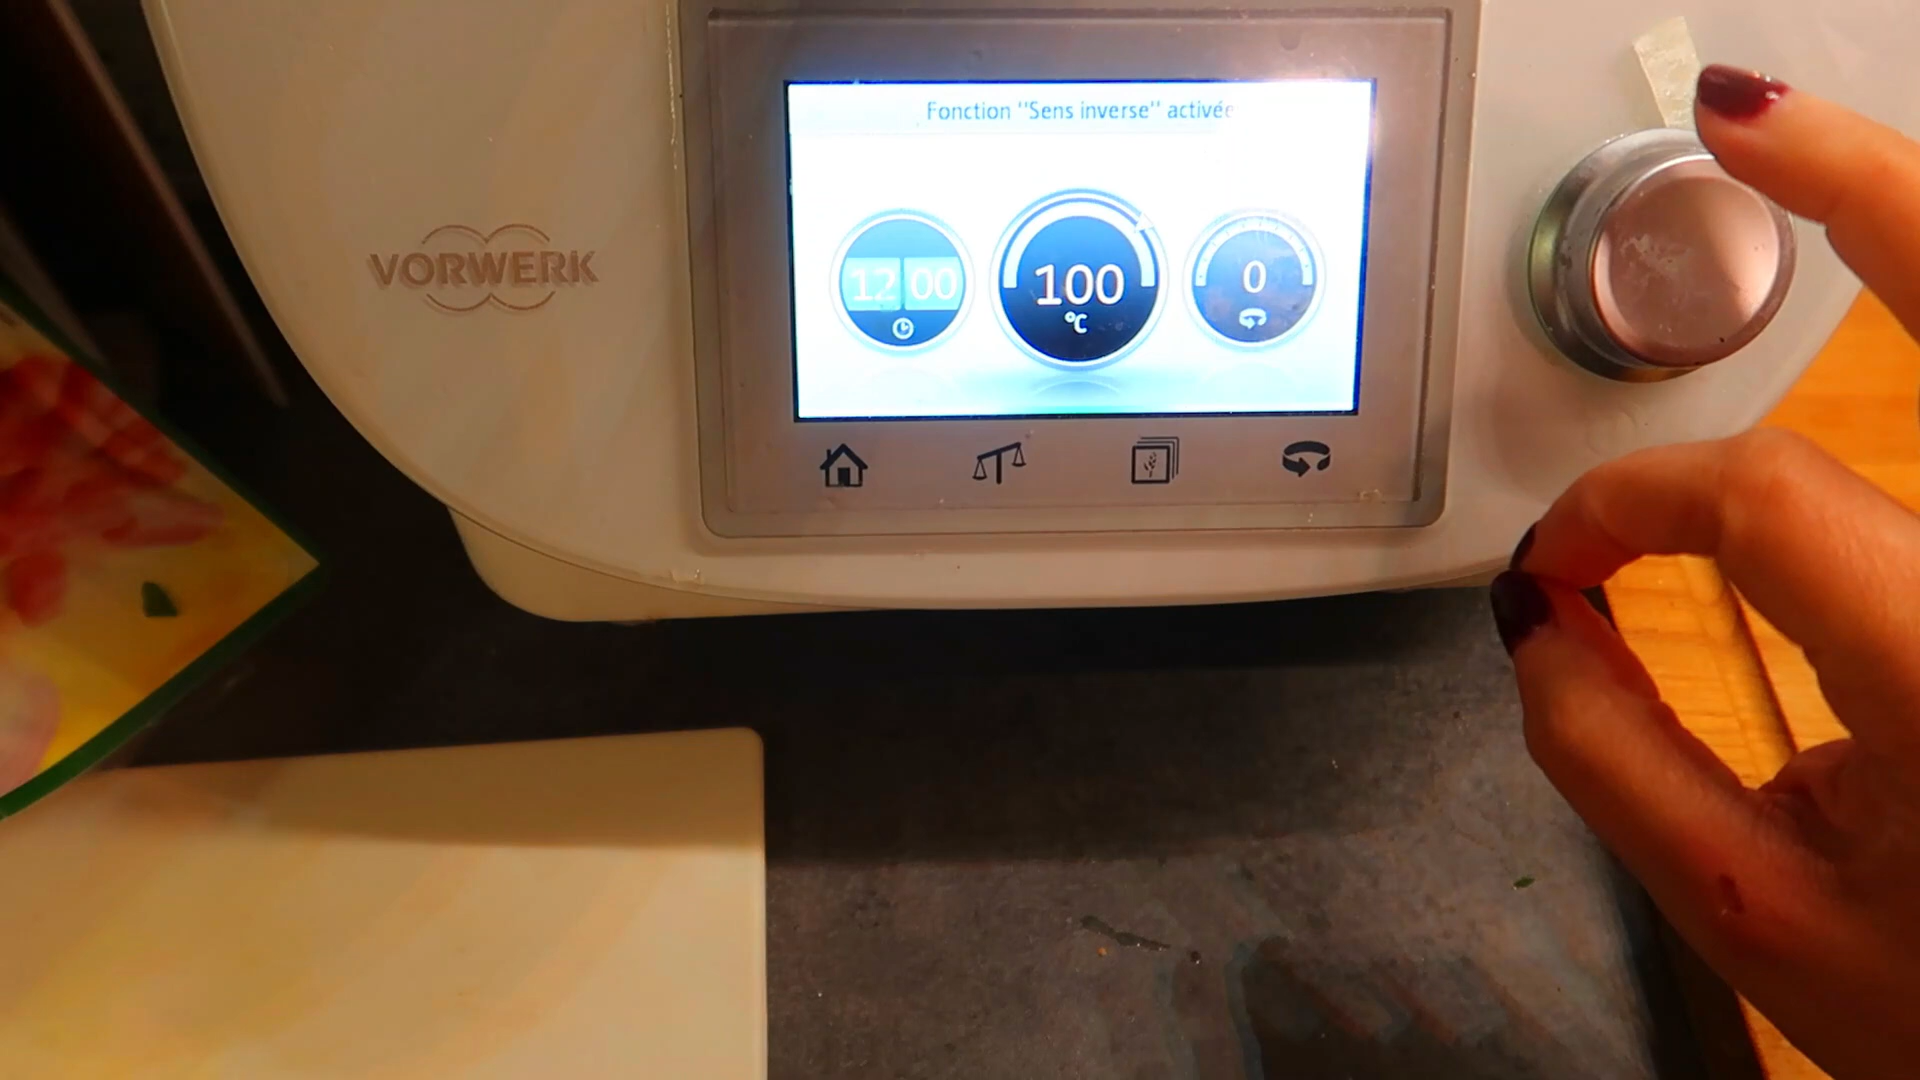 Fonction "Sens inverse" activée
VORWERK
12 00
100
°C
0